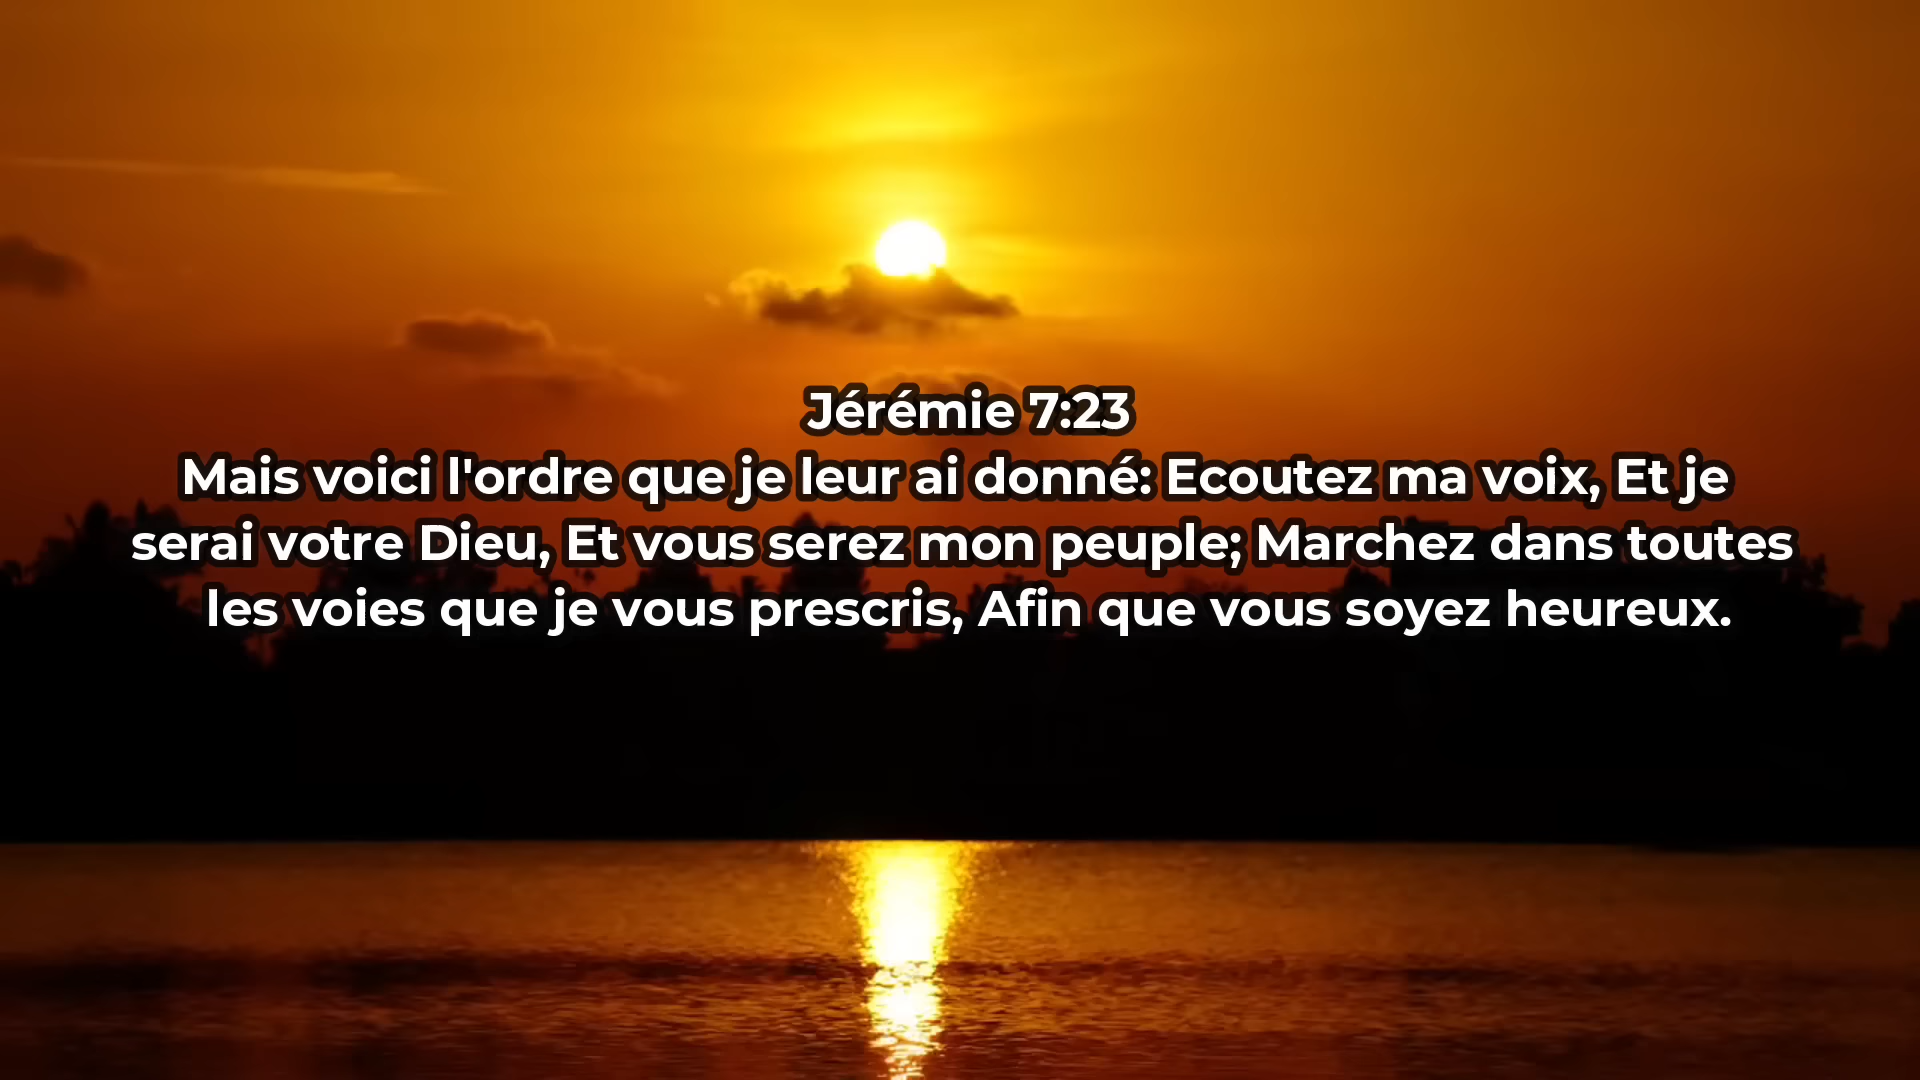 Jérémie 7:23
Mais voici l'ordre que je leur ai donné: Ecoutez ma voix, Et je
serai votre Dieu, Et vous serez mon peuple; Marchez dans toutes
les voies que je vous prescris, Afin que vous soyez heureux.